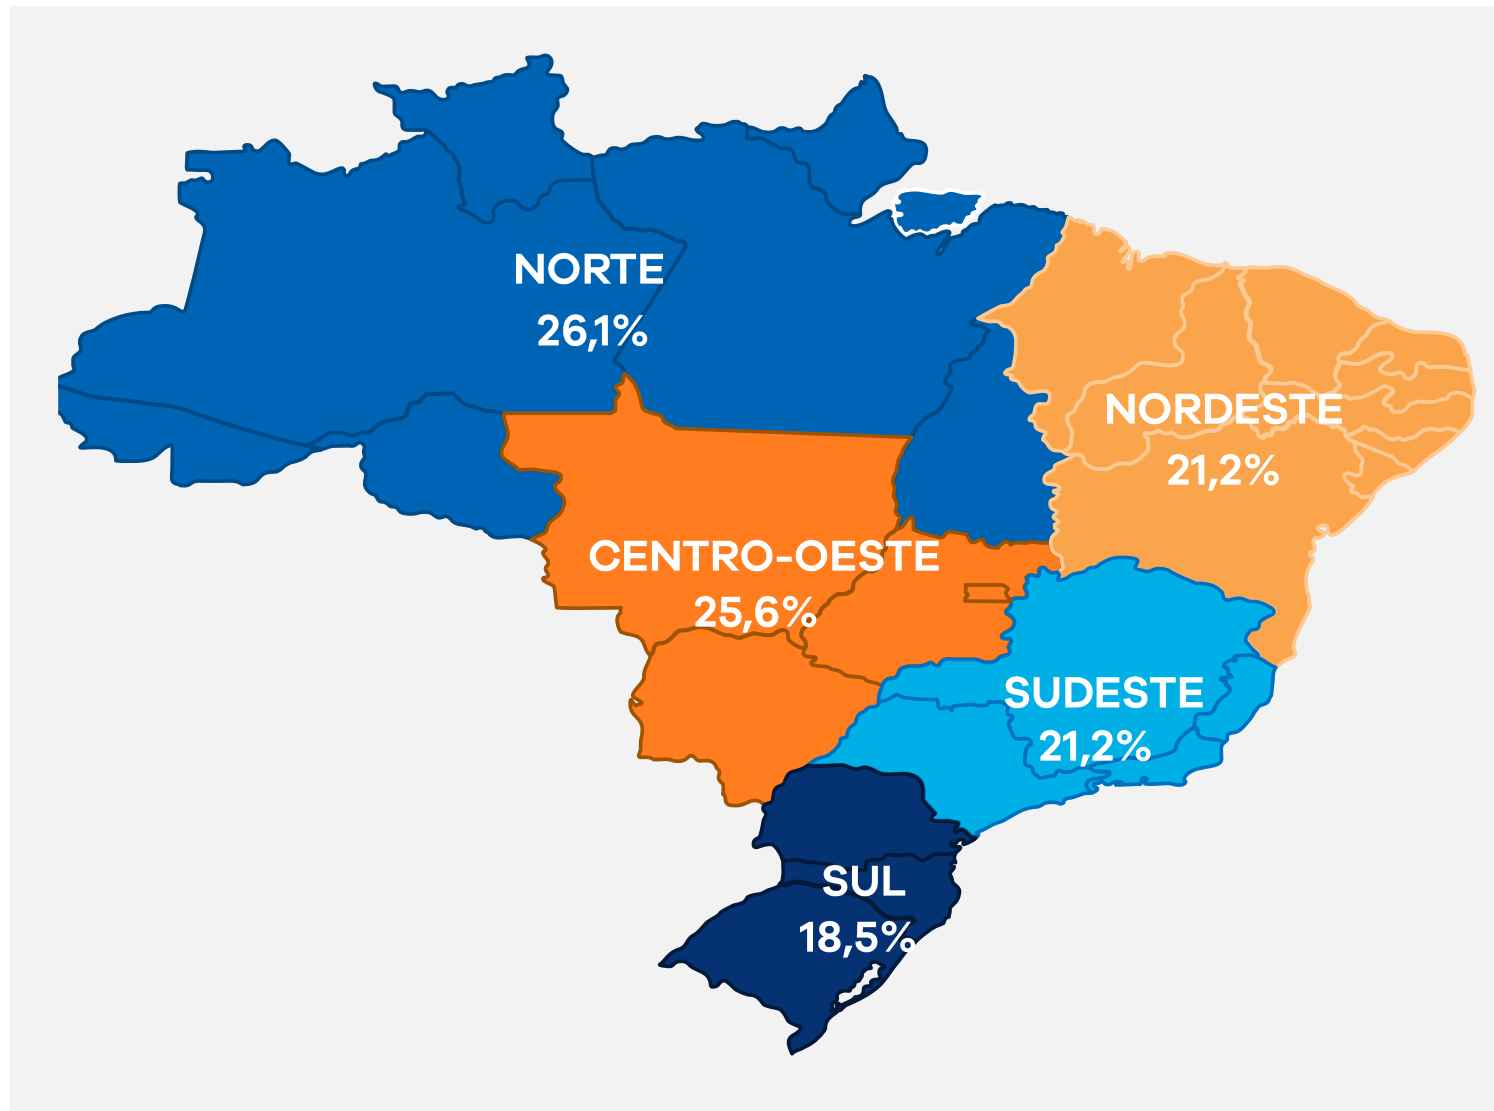 NORTE
26,1%
NORDESTE
21,2%
CENTRO-OESTE
25,6%
SUDESTE
21,2%
SUL
18,5%